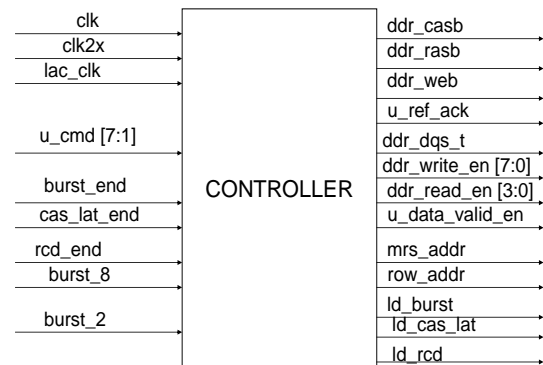 clk
clk2x
lac_clk
u_cmd [7:1]
burst_end
cas_lat_end
rcd_end
burst_8
burst_2
CONTROLLER
ddr_casb
ddr_rasb
ddr_web
u_ref_ack
ddr_dqs_t
ddr_write_en [7:0]
ddr_read_en [3:0]
u_data_valid_en
mrs_addr
row_addr
ld_burst
ld_cas_lat
ld_rcd